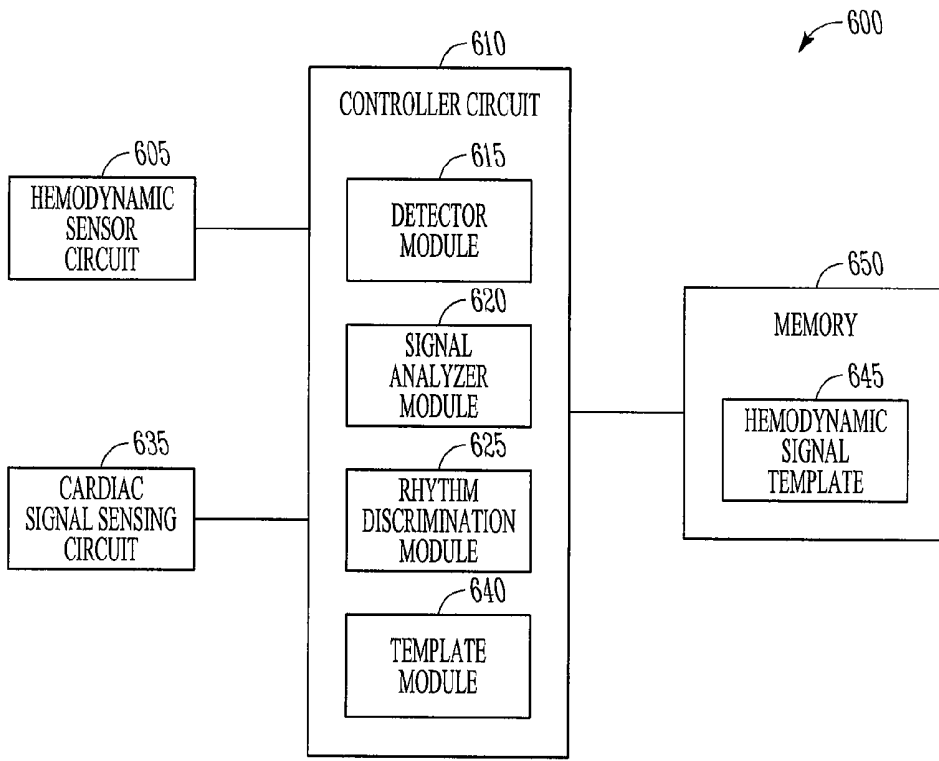 600
610
CONTROLLER CIRCUIT
605
HEMODYNAMIC
SENSOR
CIRCUIT
615
DETECTOR
MODULE
620
SIGNAL
ANALYZER
MODULE
650
MEMORY
645
HEMODYNAMIC
SIGNAL
TEMPLATE
635
CARDIAC
SIGNAL SENSING
CIRCUIT
625
RHYTHM
DISCRIMINATION
MODULE
640
TEMPLATE
MODULE